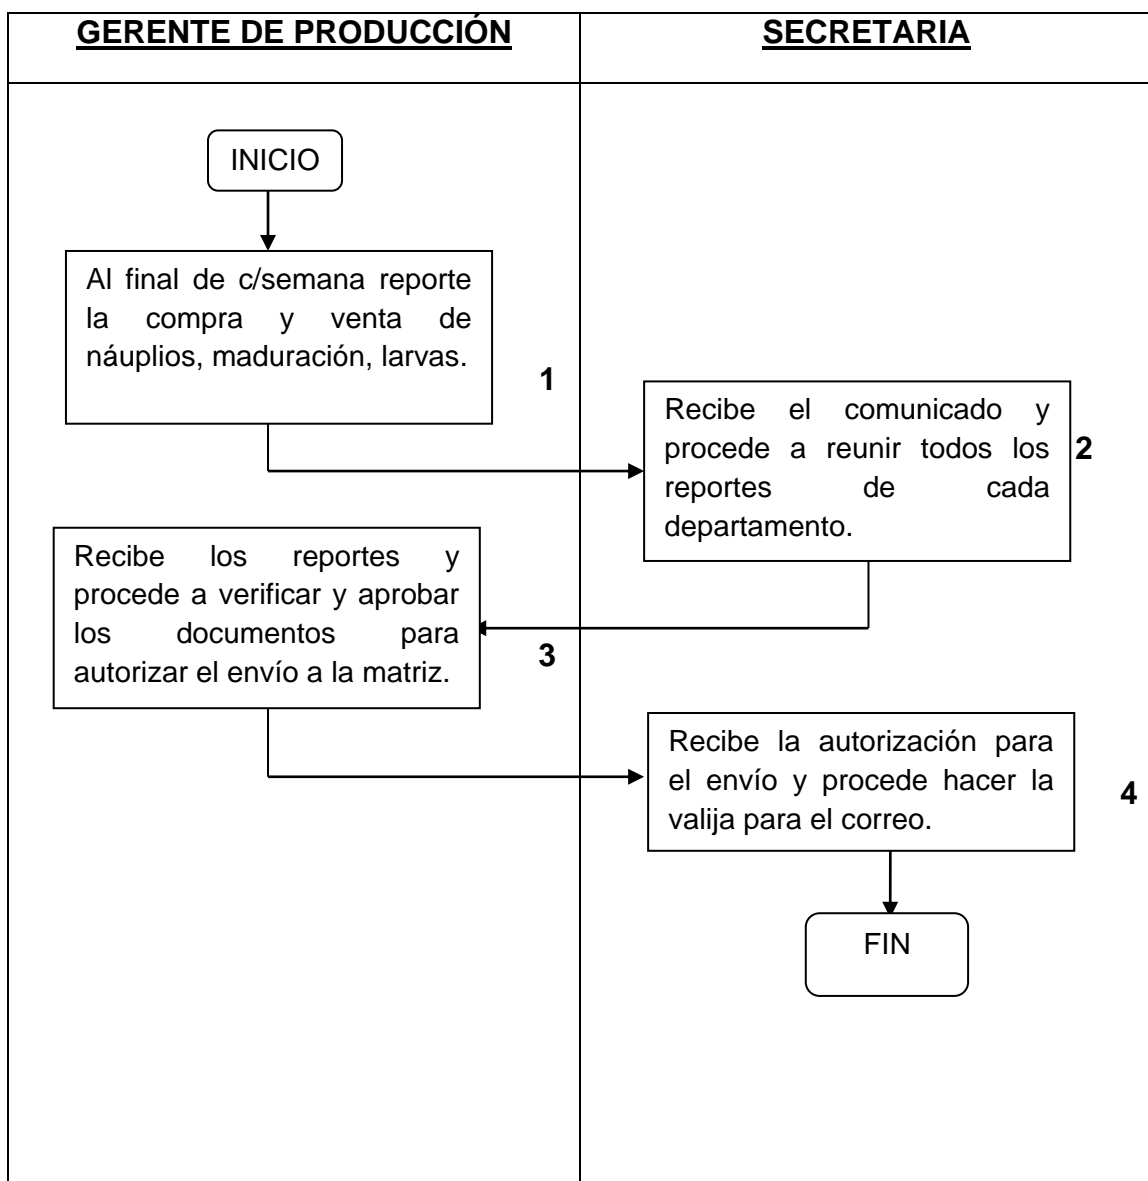 GERENTE DE PRODUCCIÓN
SECRETARIA
INICIO
Al final de c/semana reporte
la compra y venta de
náuplios, maduración, larvas.
1
Recibe el comunicado y
procede a reunir todos los
reportes de cada
departamento.
2
Recibe los reportes y
procede a verificar y aprobar
los documentos para
autorizar el envío a la matriz.
3
Recibe la autorización para
el envío y procede hacer la
valija para el correo.
4
FIN